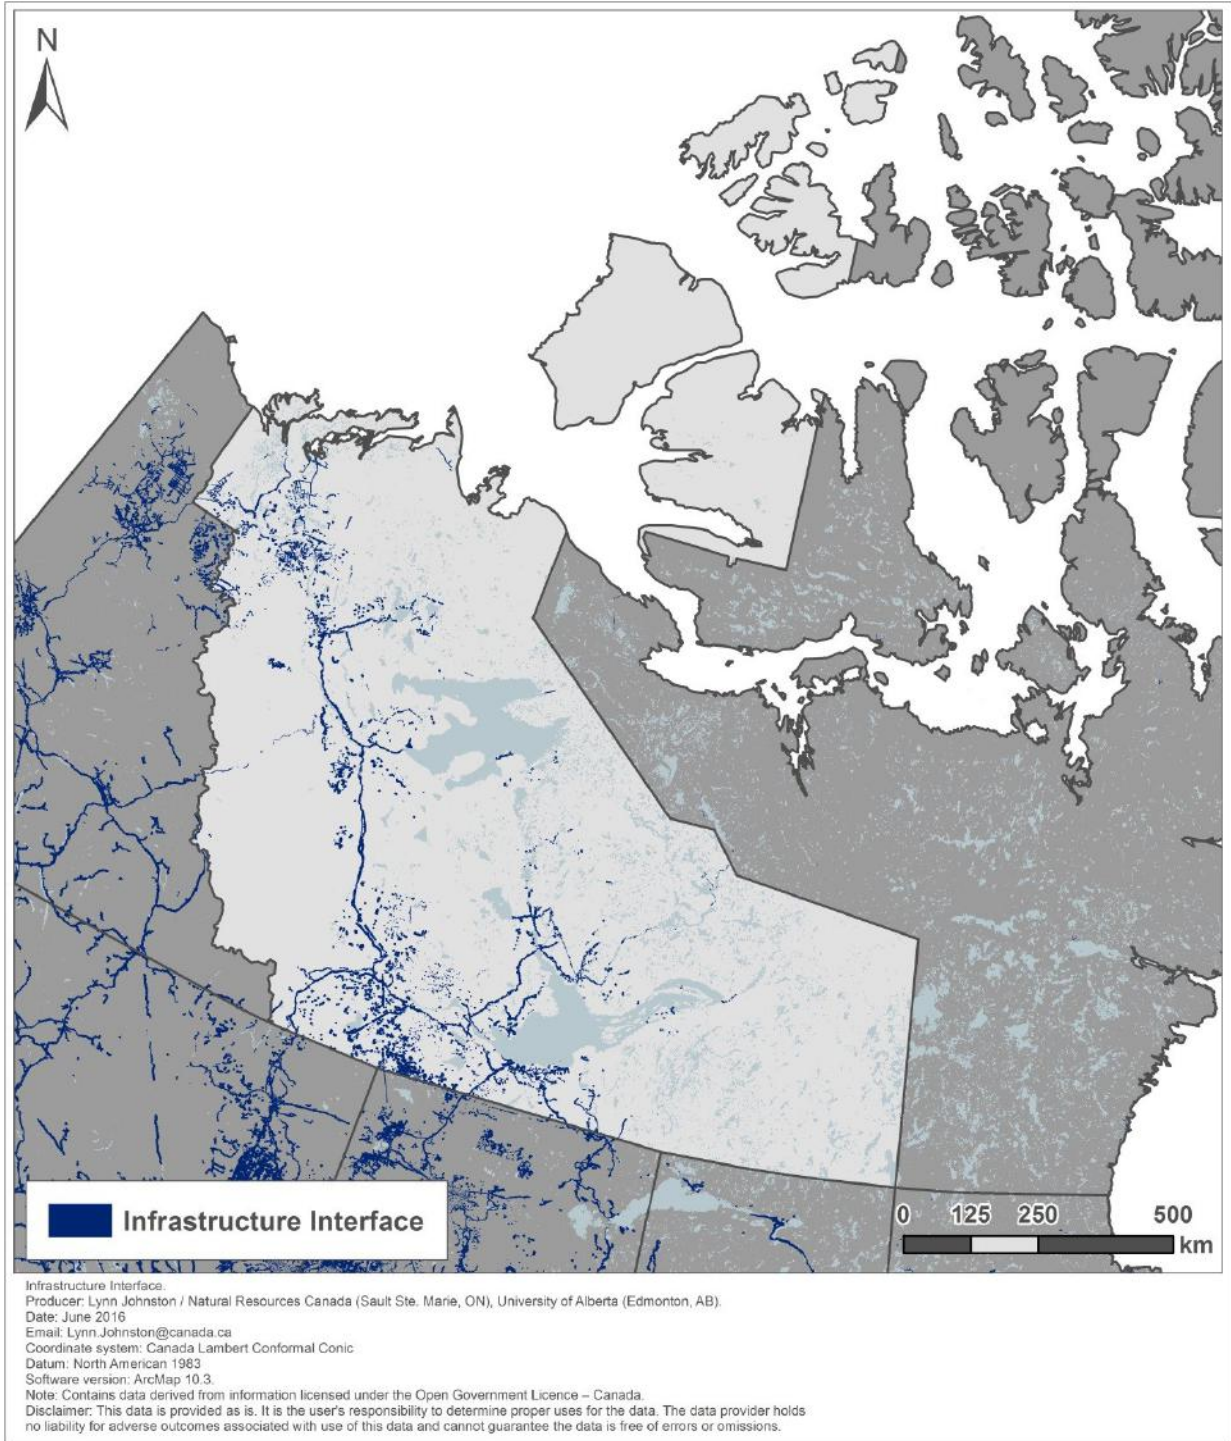 N
Infrastructure Interface
0 125 250 500
km
Infrastructure Interface.
Producer: Lynn Johnston / Natural Resources Canada (Sault Ste. Marie, ON), University of Alberta (Edmonton, AB).
Date: June 2016
Email: Lynn.Johnston@canada.ca
Coordinate system: Canada Lambert Conformal Conic
Datum: North American 1983
Software version: ArcMap 10.3.
Note: Contains data derived from information licensed under the Open Government Licence – Canada.
Disclaimer: This data is provided as is. It is the user's responsibility to determine proper uses for the data. The data provider holds
no liability for adverse outcomes associated with use of this data and cannot guarantee the data is free of errors or omissions.